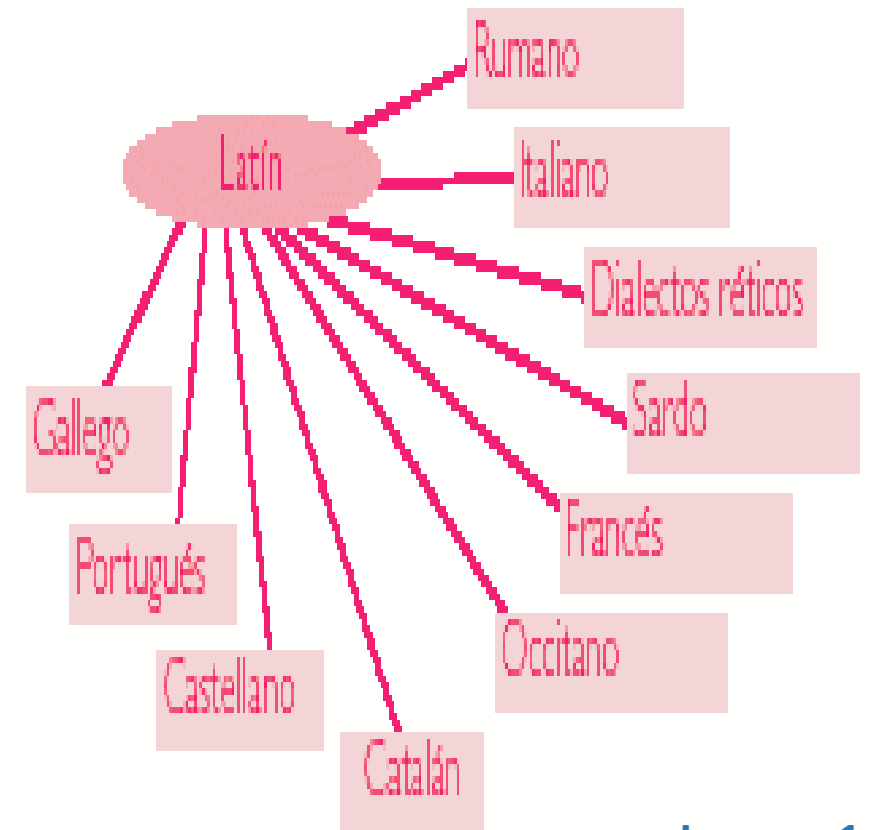 Rumano
Latín
Italiano
Dialectos réticos
Sardo
Gallego
Francés
Portugués
Occitano
Castellano
Catalán